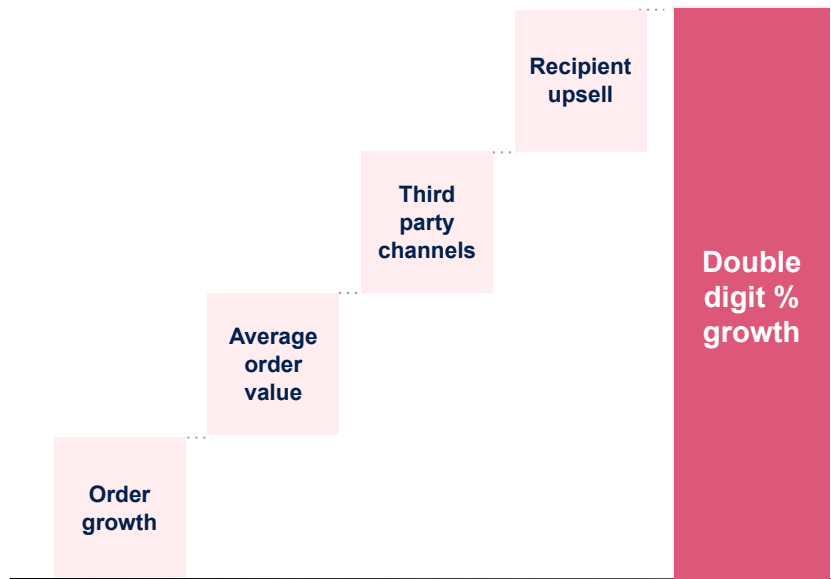 Recipient
upsell
Third
party
channels
Double
digit %
growth
Average
order
value
Order
growth